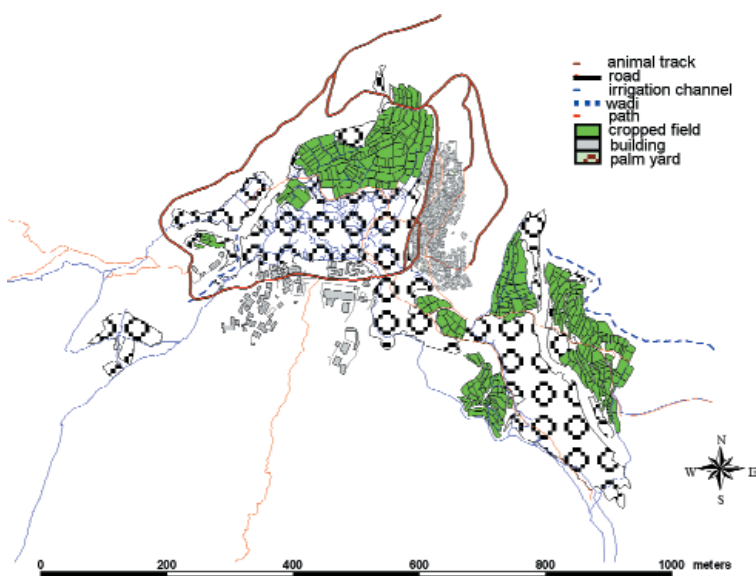 animal track
road
irrigation channel
wadi
path
cropped field
building
palm yard
N
W E
S
0 200 400 600 800 1000 meters